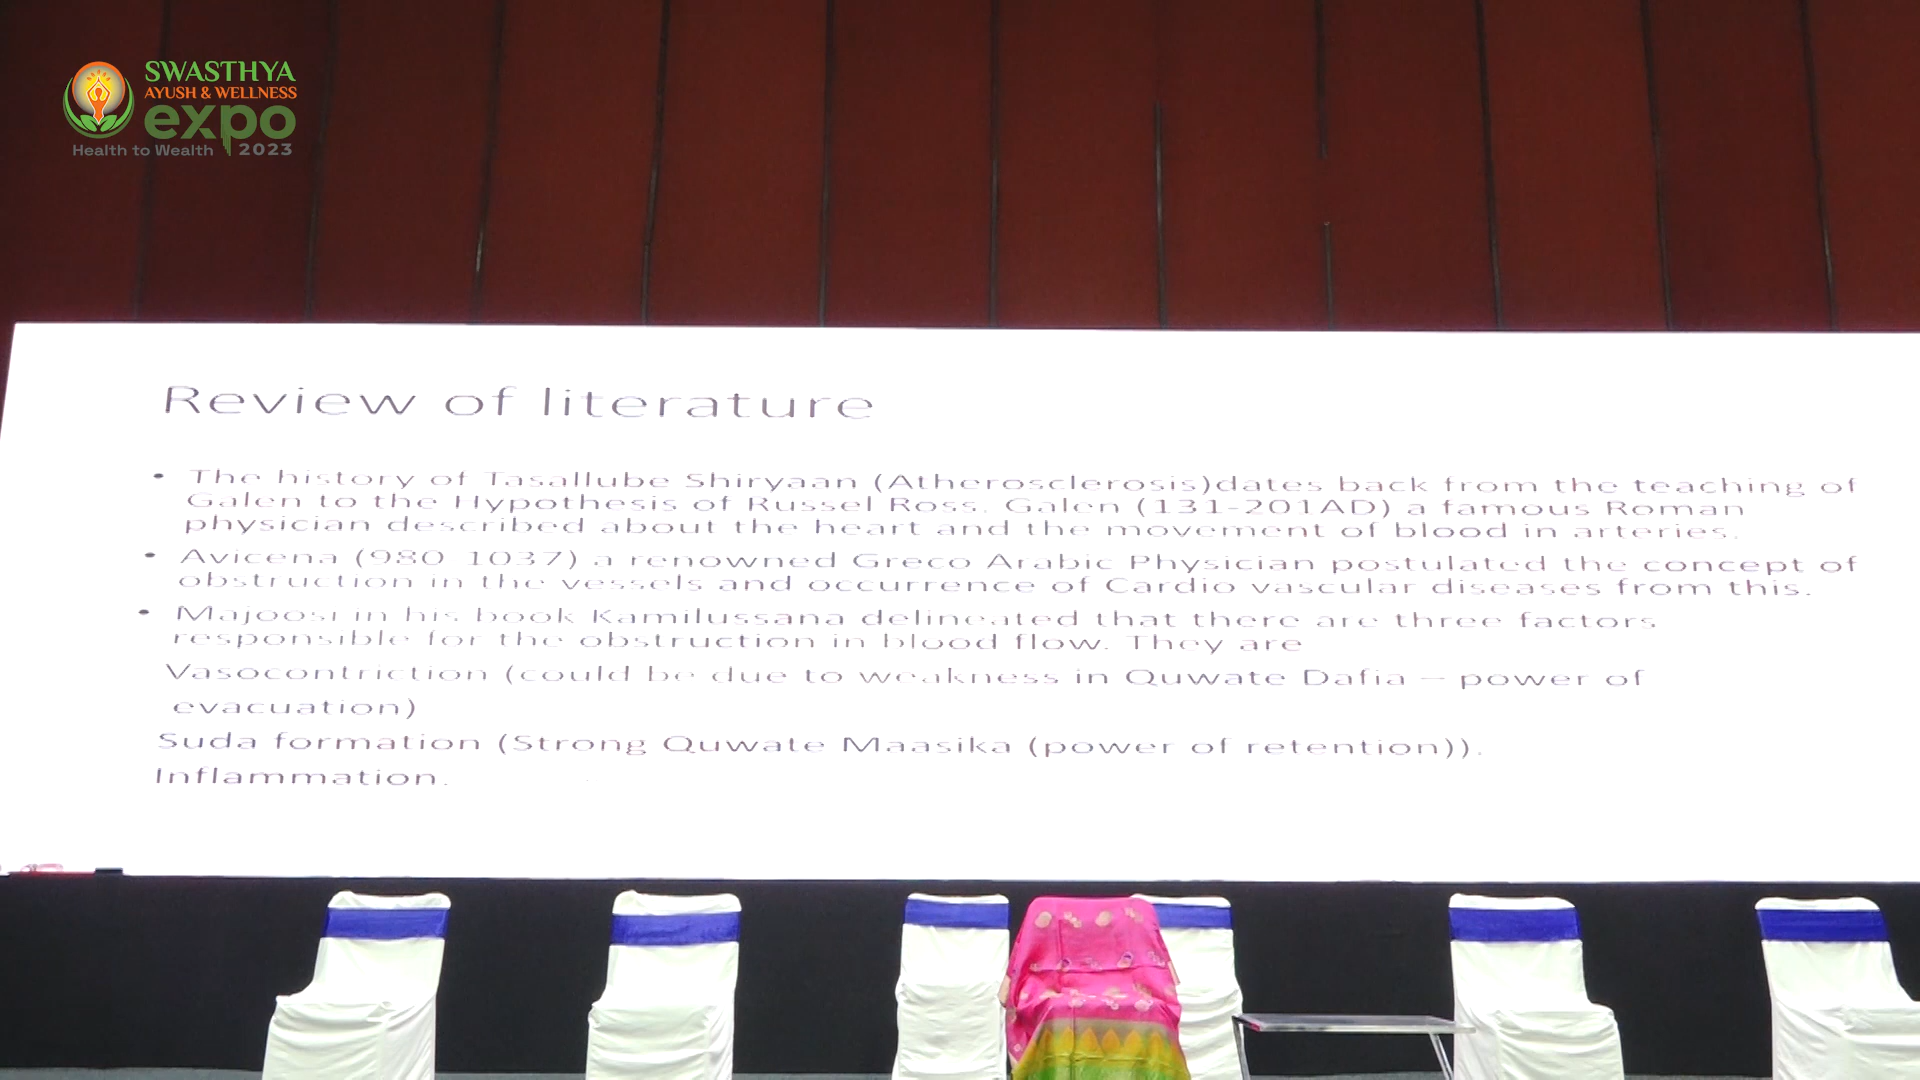 SWASTHYA
AYUSH & WELLNESS
expo
Health to Wealth 2023
Review of literature
• The history of Tasallube Shiryaan (Atherosclerosis)dates back from the teaching of
Galen to the Hypothesis of Russel Ross. Galen (131-201AD) a famous Roman
physician described about the heart and the movement of blood in arteries.
• Avicena (980 1037) a renowned Greco Arabic Physician postulated the concept of
obstruction in the vessels and occurrence of Cardio vascular diseases from this.
• Majoosi in his book Kamilussana delineated that there are three factors
responsible for the obstruction in blood flow. They are
Vasocontriction (could be due to weakness in Quwate Dafia – power of
evacuation)
Suda formation (Strong Quwate Maasika (power of retention)).
Inflammation.